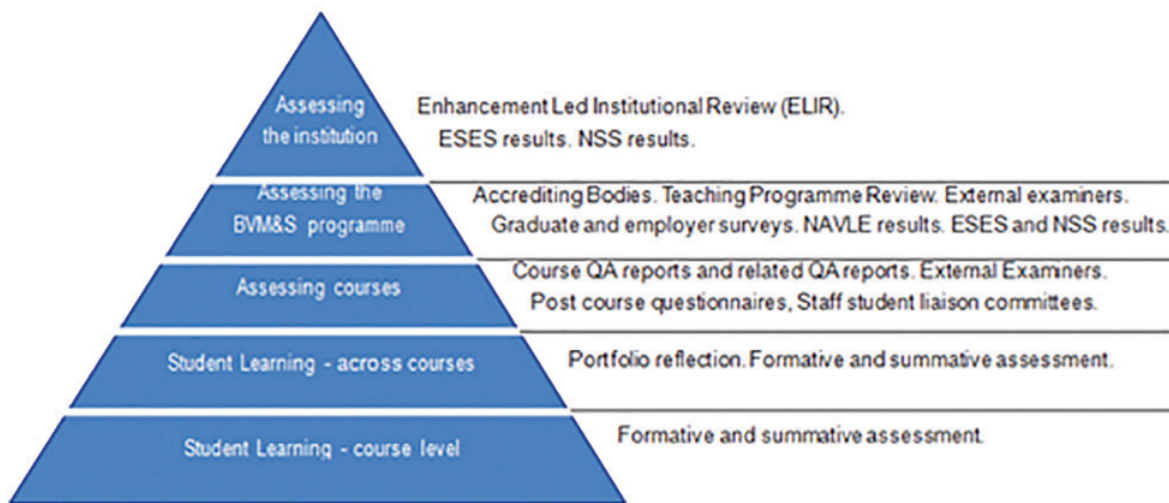 Assessing
the institution
Enhancement Led Institutional Review (ELIR).
ESES results. NSS results.
Assessing the
BVM&S programme
Accrediting Bodies. Teaching Programme Review. External examiners.
Graduate and employer surveys. NAVLE results. ESES and NSS results.
Assessing courses
Course QA reports and related QA reports. External Examiners.
Post course questionnaires, Staff student liaison committees.
Student Learning - across courses
Portfolio reflection. Formative and summative assessment.
Student Learning - course level
Formative and summative assessment.